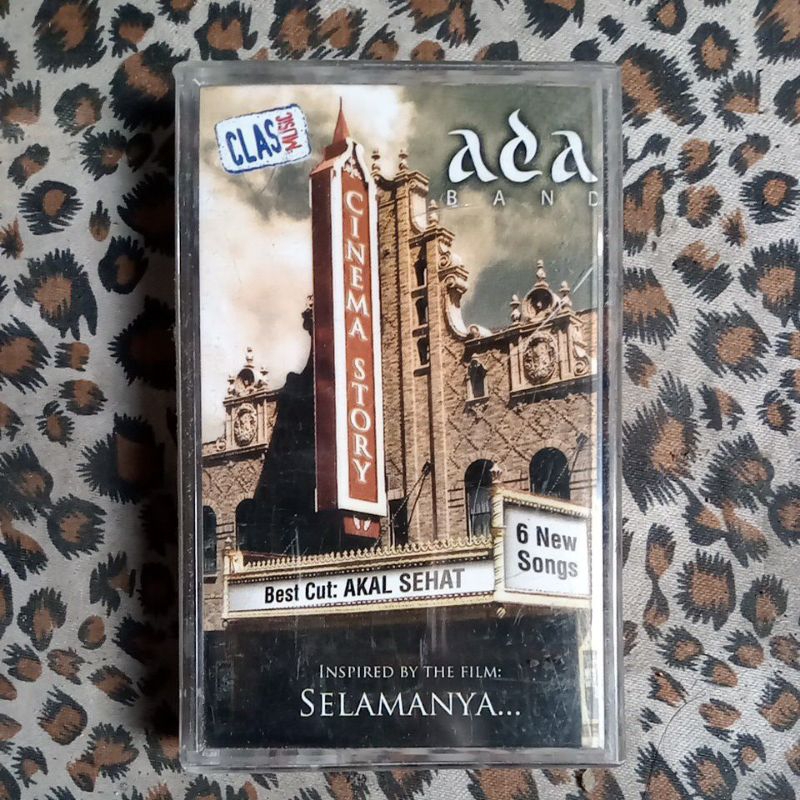 CLAS MUSIC
ada
BAND
CINEMA STORY
6 New
Songs
Best Cut: AKAL SEHAT
INSPIRED BY THE FILM:
SELAMANYA...